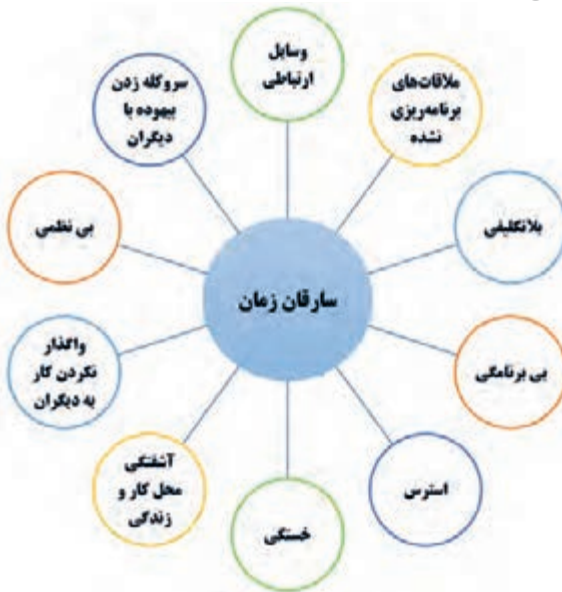 وسایل
ارتباطی
ملاقات‌های
برنامه‌ریزی
نشده
بلاتکلیفی
بی برنامگی
استرس
خستگی
آشفتگی
محل کار و
زندگی
واگذار
نکردن کار
به دیگران
بی نظمی
سروکله زدن
بیهوده با
دیگران
سارقان زمان